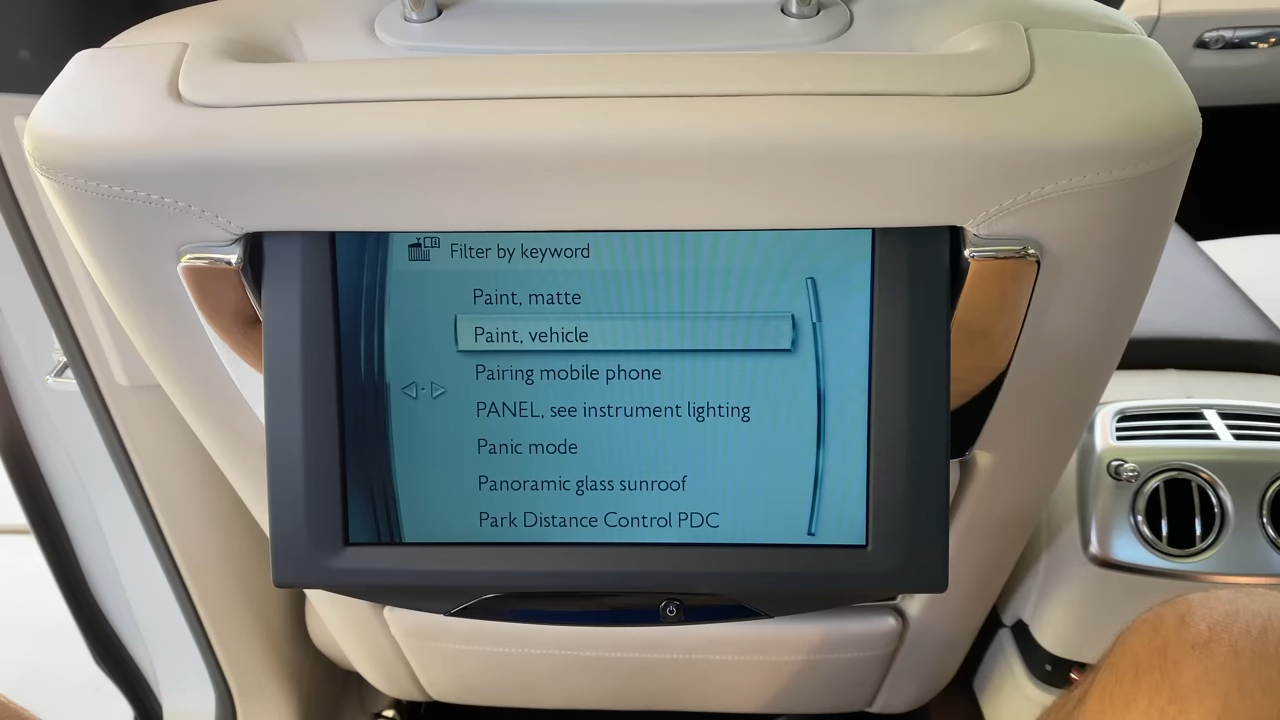 Filter by keyword
Paint, matte
Paint, vehicle
Pairing mobile phone
PANEL, see instrument lighting
Panic mode
Panoramic glass sunroof
Park Distance Control PDC